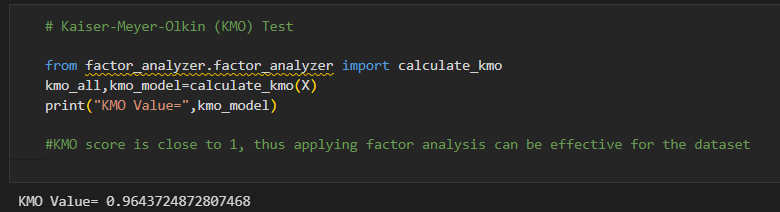 # Kaiser-Meyer-Olkin (KMO) Test
from factor_analyzer.factor_analyzer import calculate_kmo
kmo_all,kmo_model=calculate_kmo(X)
print("KMO Value=",kmo_model)
#KMO score is close to 1, thus applying factor analysis can be effective for the dataset
KMO Value= 0.9643724872807468